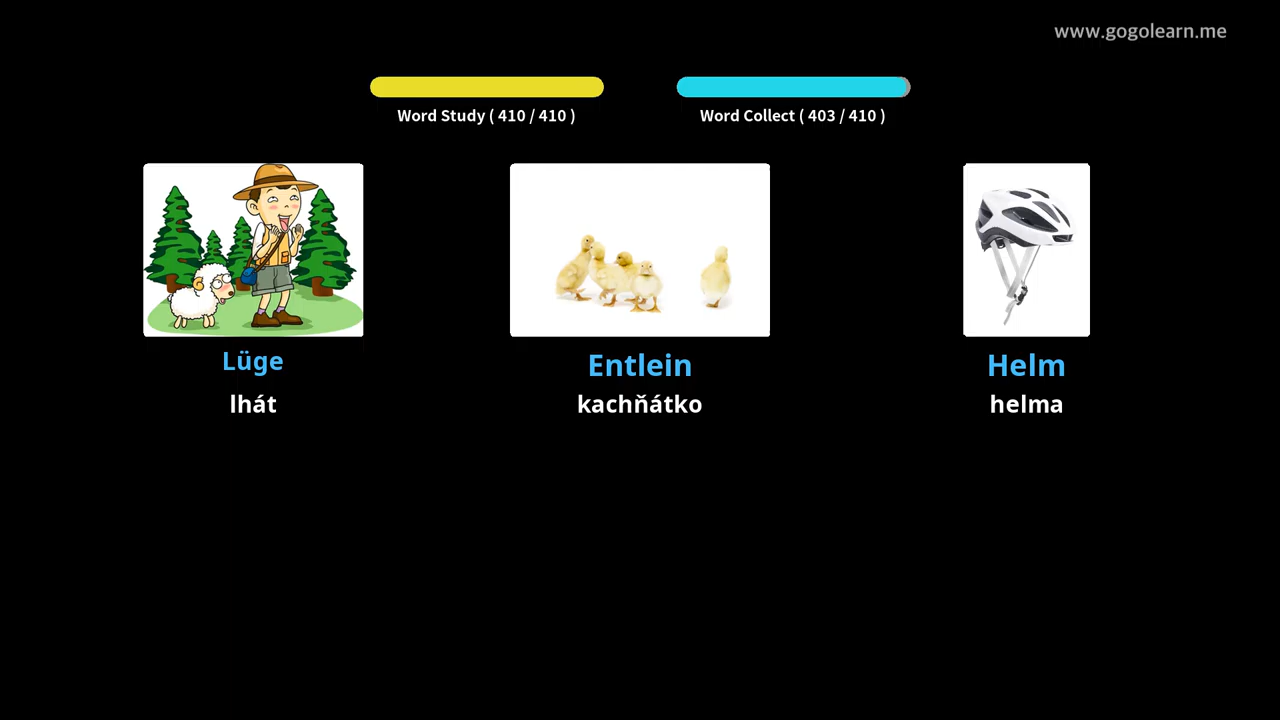 www.gogolearn.me
Word Study ( 410 / 410 )
Word Collect ( 403 / 410 )
Lüge
Entlein
Helm
lhát
kachňátko
helma